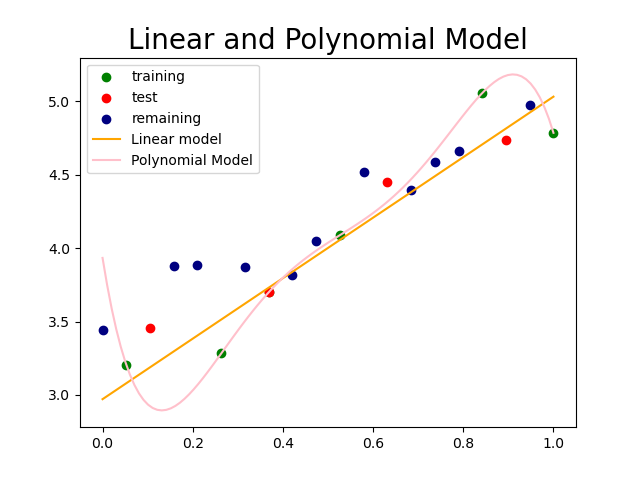 Linear and Polynomial Model
training
test
remaining
Linear model
Polynomial Model
5.0
4.5
4.0
3.5
3.0
0.0 0.2 0.4 0.6 0.8 1.0